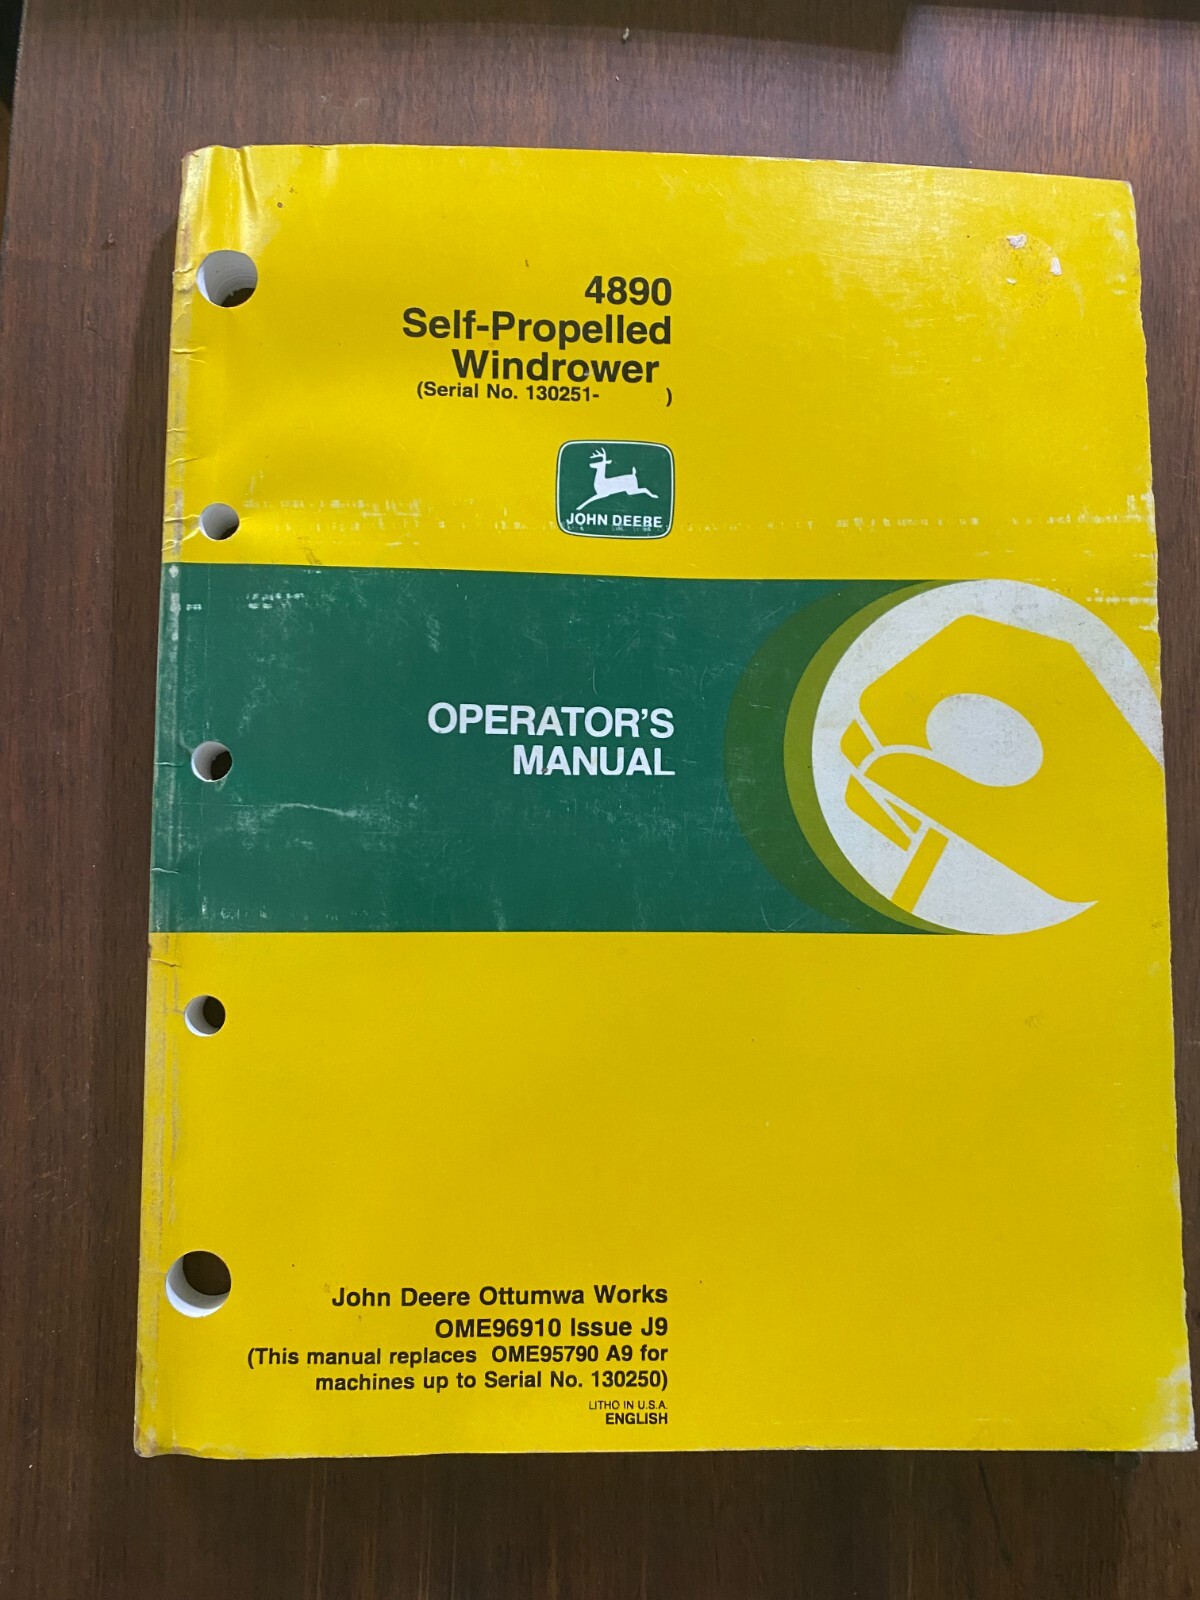 4890
Self-Propelled
Windrower
(Serial No. 130251- )
JOHN DEERE
OPERATOR'S
MANUAL
John Deere Ottumwa Works
OME96910 Issue J9
(This manual replaces OME95790 A9 for
machines up to Serial No. 130250)
LITHO IN U.S.A.
ENGLISH